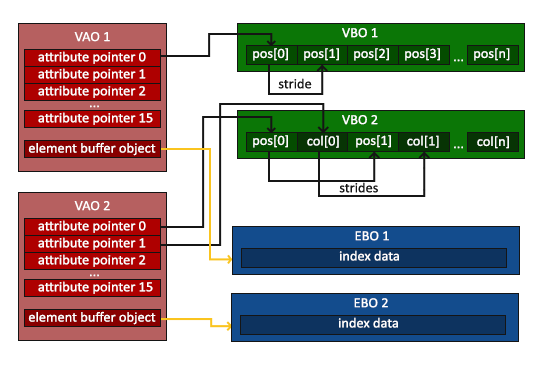 VAO 1
attribute pointer 0
attribute pointer 1
attribute pointer 2
...
attribute pointer 15
element buffer object
VAO 2
attribute pointer 0
attribute pointer 1
attribute pointer 2
...
attribute pointer 15
element buffer object
VBO 1
pos[0] pos[1] pos[2] pos[3] ... pos[n]
stride
VBO 2
pos[0] col[0] pos[1] col[1] ... col[n]
strides
EBO 1
index data
EBO 2
index data